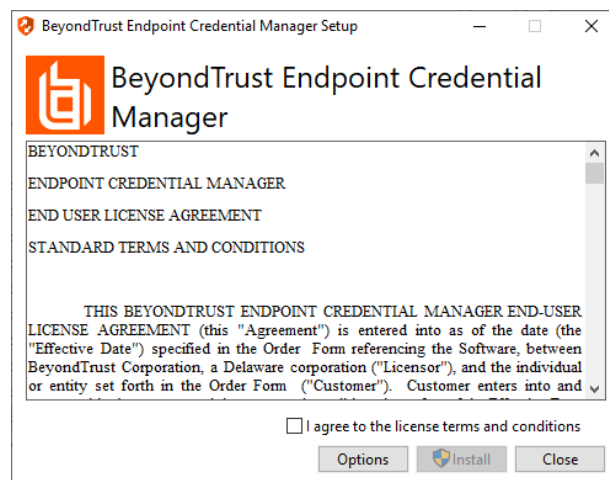 BeyondTrust Endpoint Credential Manager Setup
BeyondTrust Endpoint Credential
Manager
BEYONDTRUST
ENDPOINT CREDENTIAL MANAGER
END USER LICENSE AGREEMENT
STANDARD TERMS AND CONDITIONS
THIS BEYONDTRUST ENDPOINT CREDENTIAL MANAGER END-USER
LICENSE AGREEMENT (this "Agreement") is entered into as of the date (the
"Effective Date") specified in the Order Form referencing the Software, between
BeyondTrust Corporation, a Delaware corporation ("Licensor"), and the individual
or entity set forth in the Order Form ("Customer"). Customer enters into and
I agree to the license terms and conditions
Options
Install
Close